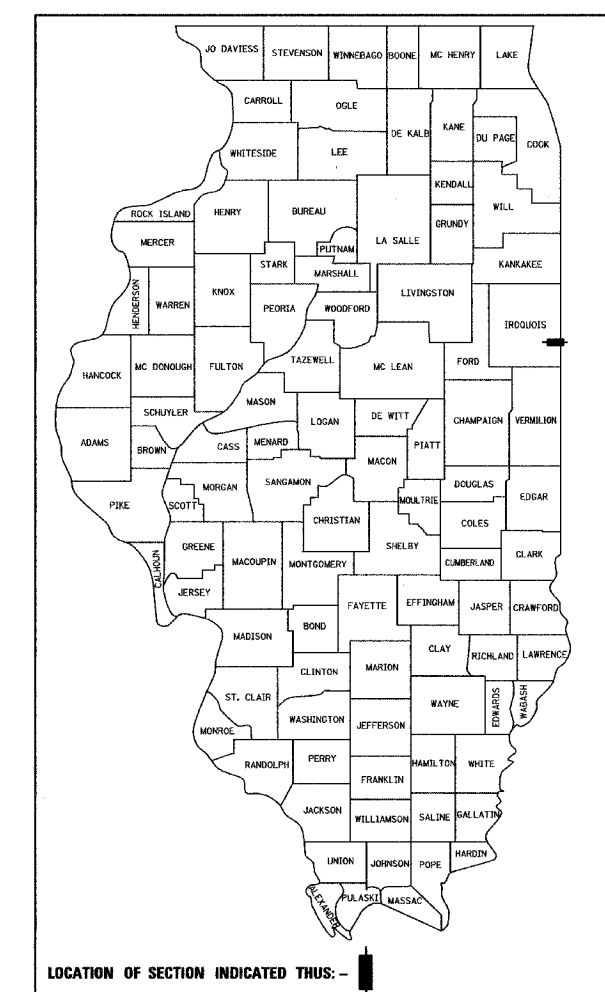 JO DAVIESS STEVENSON WINNEBAGO BOONE MC HENRY LAKE
CARROLL OGLE DE KALB KANE DU PAGE COOK
WHITESIDE LEE KENDALL WILL
ROCK ISLAND HENRY BUREAU LA SALLE GRUNDY
MERCER PUTNAM KANKAKEE
STARK MARSHALL
HENDERSON WARREN KNOX PEORIA WOODFORD LIVINGSTON IROQUOIS
HANCOCK MC DONOUGH FULTON TAZEWELL MC LEAN FORD
MASON
SCHUYLER LOGAN DE WITT CHAMPAIGN VERMILION
ADAMS BROWN CASS MENARD PIATT
MACON
PIKE SCOTT MORGAN SANGAMON MOULTRIE DOUGLAS EDGAR
CHRISTIAN COLES
CALHOUN GREENE MACOUPIN MONTGOMERY SHELBY CUMBERLAND CLARK
JERSEY
FAYETTE EFFINGHAM JASPER CRAWFORD
MADISON BOND
CLAY RICHLAND LAWRENCE
CLINTON MARION
ST. CLAIR WAYNE EDWARDS WABASH
MONROE WASHINGTON JEFFERSON
RANDOLPH PERRY HAMILTON WHITE
FRANKLIN
JACKSON WILLIAMSON SALINE GALLATIN
UNION JOHNSON POPE HARDIN
ALEXANDER PULASKI MASSAC
LOCATION OF SECTION INDICATED THUS: -